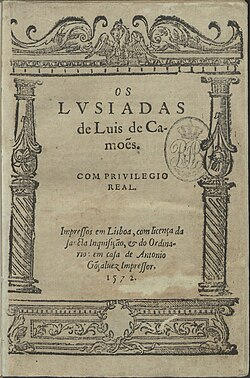 OS
LVSIADAS
de Luis de Ca-
moẽs.
COM PRIVILEGIO
REAL.
Impressos em Lisboa, com licença da
sancta Inquisição, & do Ordina-
rio: em casa de Antonio
Gõçaluez Impressor.
1572.